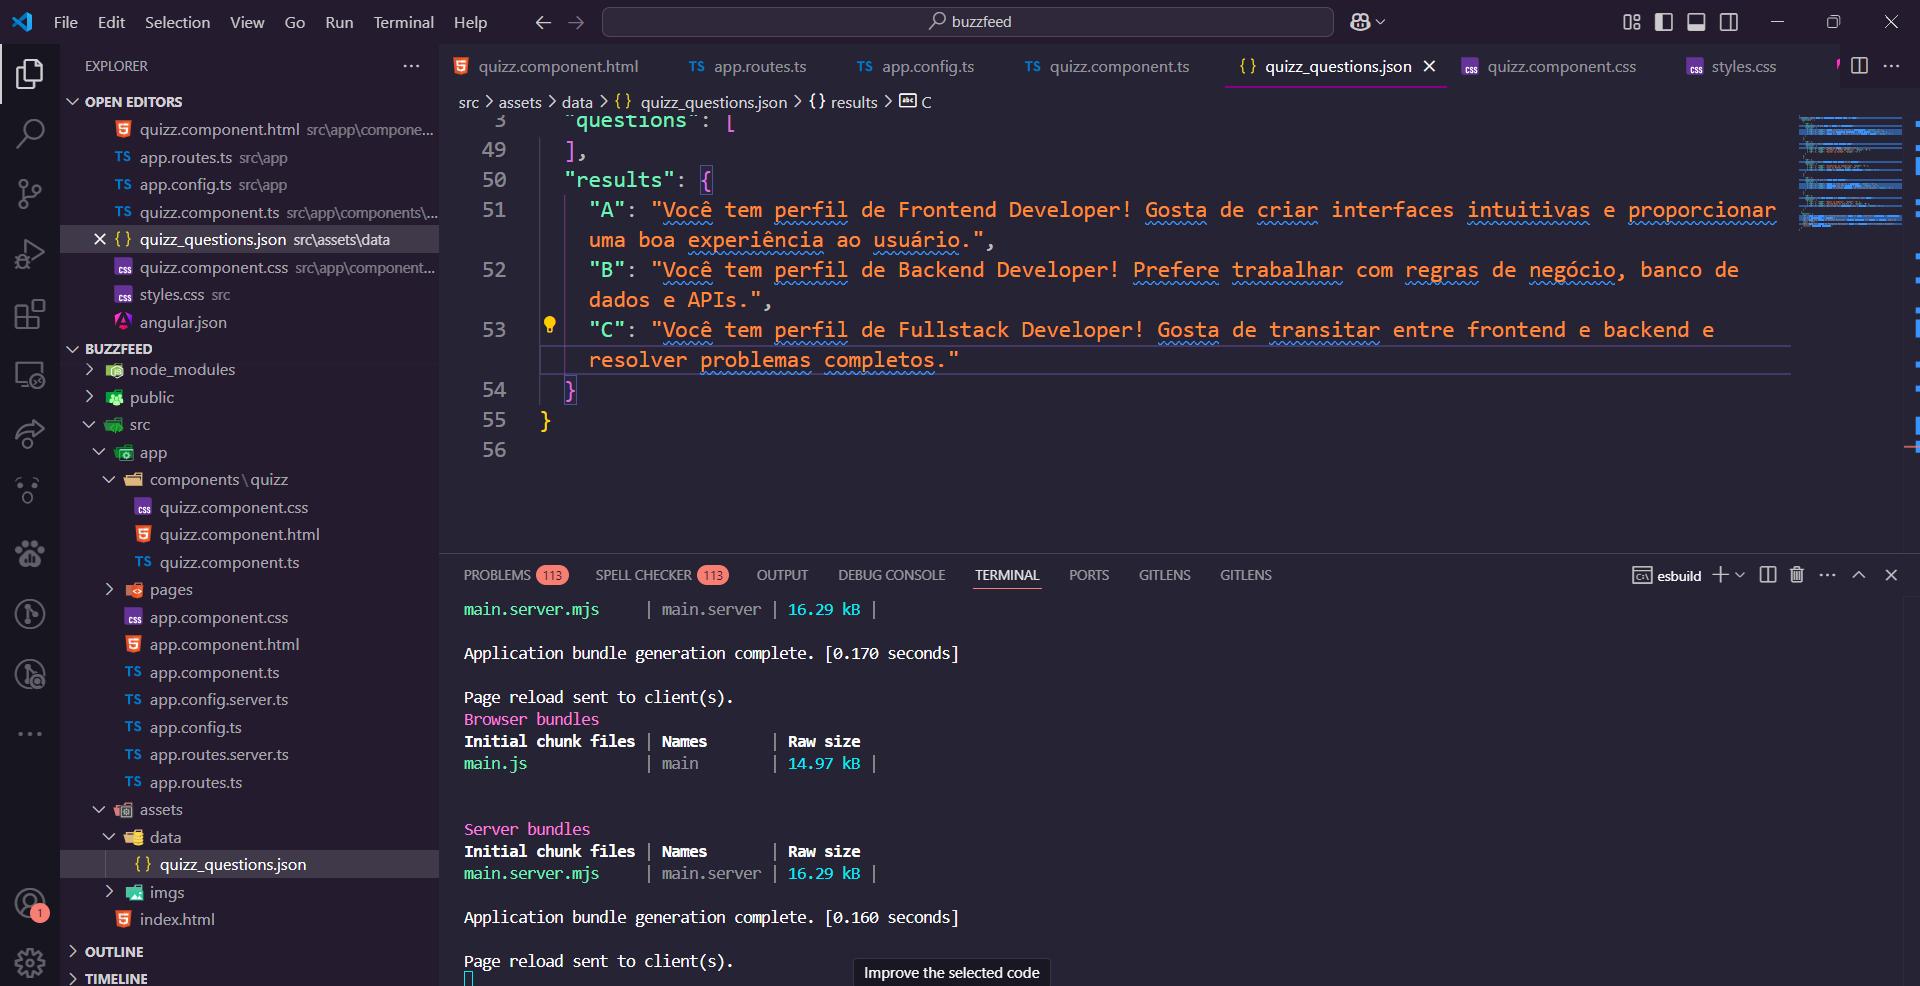 File Edit Selection View Go Run Terminal Help
buzzfeed
EXPLORER
OPEN EDITORS
quizz.component.html src\app\compone...
TS app.routes.ts src\app
TS app.config.ts src\app
TS quizz.component.ts src\app\components\...
{} quizz_questions.json src\assets\data
css quizz.component.css src\app\component...
css styles.css src
angular.json
BUZZFEED
node_modules
public
src
app
components\quizz
css quizz.component.css
quizz.component.html
TS quizz.component.ts
pages
css app.component.css
app.component.html
TS app.component.ts
TS app.config.server.ts
TS app.config.ts
TS app.routes.server.ts
TS app.routes.ts
assets
data
{} quizz_questions.json
imgs
index.html
OUTLINE
TIMELINE
1
quizz.component.html TS app.routes.ts TS app.config.ts TS quizz.component.ts {} quizz_questions.json css quizz.component.css css styles.css
src > assets > data > {} quizz_questions.json > {} results > abc C
3 "questions": [
49 ],
50 "results": {
51 "A": "Você tem perfil de Frontend Developer! Gosta de criar interfaces intuitivas e proporcionar
uma boa experiência ao usuário.",
52 "B": "Você tem perfil de Backend Developer! Prefere trabalhar com regras de negócio, banco de
dados e APIs.",
53 "C": "Você tem perfil de Fullstack Developer! Gosta de transitar entre frontend e backend e
resolver problemas completos."
54 }
55 }
56
PROBLEMS 113 SPELL CHECKER 113 OUTPUT DEBUG CONSOLE TERMINAL PORTS GITLENS GITLENS
esbuild
main.server.mjs | main.server | 16.29 kB |
Application bundle generation complete. [0.170 seconds]
Page reload sent to client(s).
Browser bundles
Initial chunk files | Names | Raw size
main.js | main | 14.97 kB |
Server bundles
Initial chunk files | Names | Raw size
main.server.mjs | main.server | 16.29 kB |
Application bundle generation complete. [0.160 seconds]
Page reload sent to client(s).
Improve the selected code